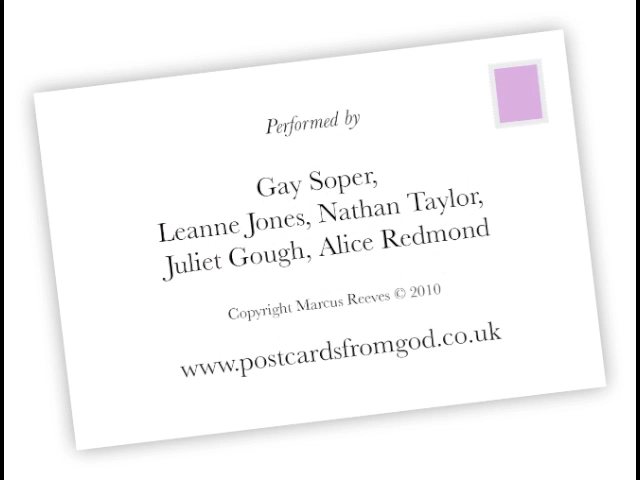 Performed by
Gay Soper,
Leanne Jones, Nathan Taylor,
Juliet Gough, Alice Redmond
Copyright Marcus Reeves © 2010
www.postcardsfromgod.co.uk